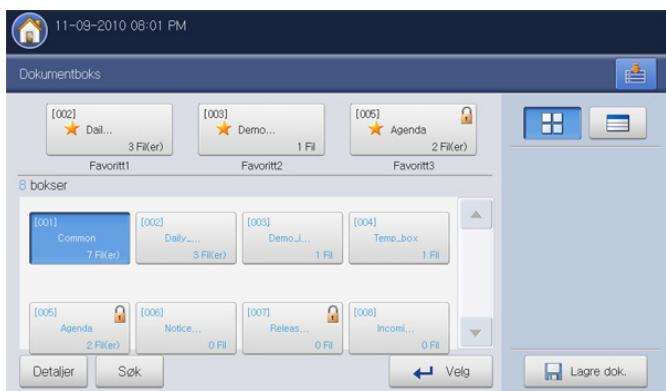 11-09-2010 08:01 PM
Dokumentboks
[002] [003] [005]
Dail... Demo... Agenda
3 Fil(er) 1 Fil 2 Fil(er)
Favoritt1 Favoritt2 Favoritt3
8 bokser
[001] [002] [003] [004]
Common Daily_... Demo_i... Temp_box
7 Fil(er) 3 Fil(er) 1 Fil 1 Fil
[005] [006] [007] [008]
Agenda Notice... Releas... Incomi...
2 Fil(er) 0 Fil 0 Fil 0 Fil
Detaljer Søk Velg Lagre dok.